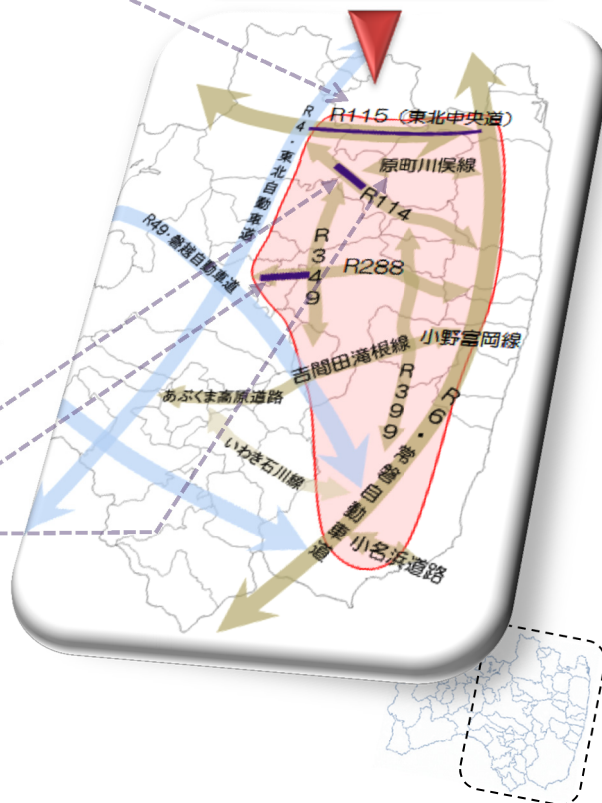 R115（東北中央道）
R4・東北自動車道
原町川俣線
R114
R349
R288
R49・磐越自動車道
小野富岡線
吉間田滝根線
あぶくま高原道路
R399
いわき石川線
R6・常磐自動車道
小名浜道路